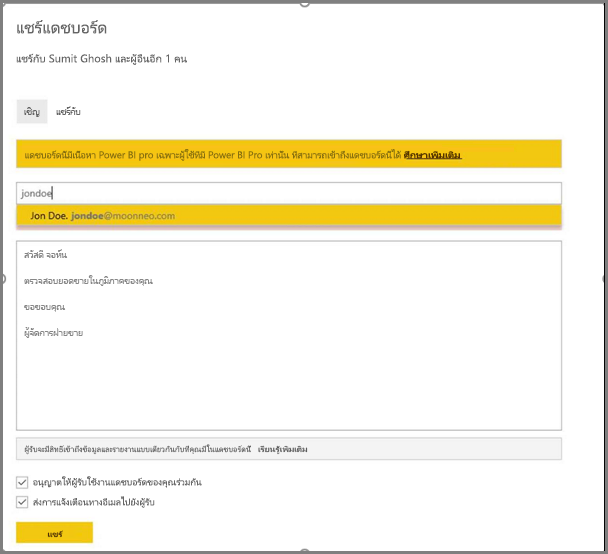 แชร์แดชบอร์ด
แชร์กับ Sumit Ghosh และผู้อื่นอีก 1 คน
เชิญ แชร์กับ
แดชบอร์ดนี้มีเนื้อหา Power BI pro เฉพาะผู้ใช้ที่มี Power BI Pro เท่านั้น ที่สามารถเข้าถึงแดชบอร์ดนี้ได้ ศึกษาเพิ่มเติม
jondoe
Jon Doe. jondoe@moonneo.com
สวัสดี จอห์น
ตรวจสอบยอดขายในภูมิภาคของคุณ
ขอขอบคุณ
ผู้จัดการฝ่ายขาย
ผู้รับจะมีสิทธิ์เข้าถึงข้อมูลและรายงานแบบเดียวกันกับที่คุณมีในแดชบอร์ดนี้ เรียนรู้เพิ่มเติม
อนุญาตให้ผู้รับใช้งานแดชบอร์ดของคุณร่วมกัน
ส่งการแจ้งเตือนทางอีเมลไปยังผู้รับ
แชร์